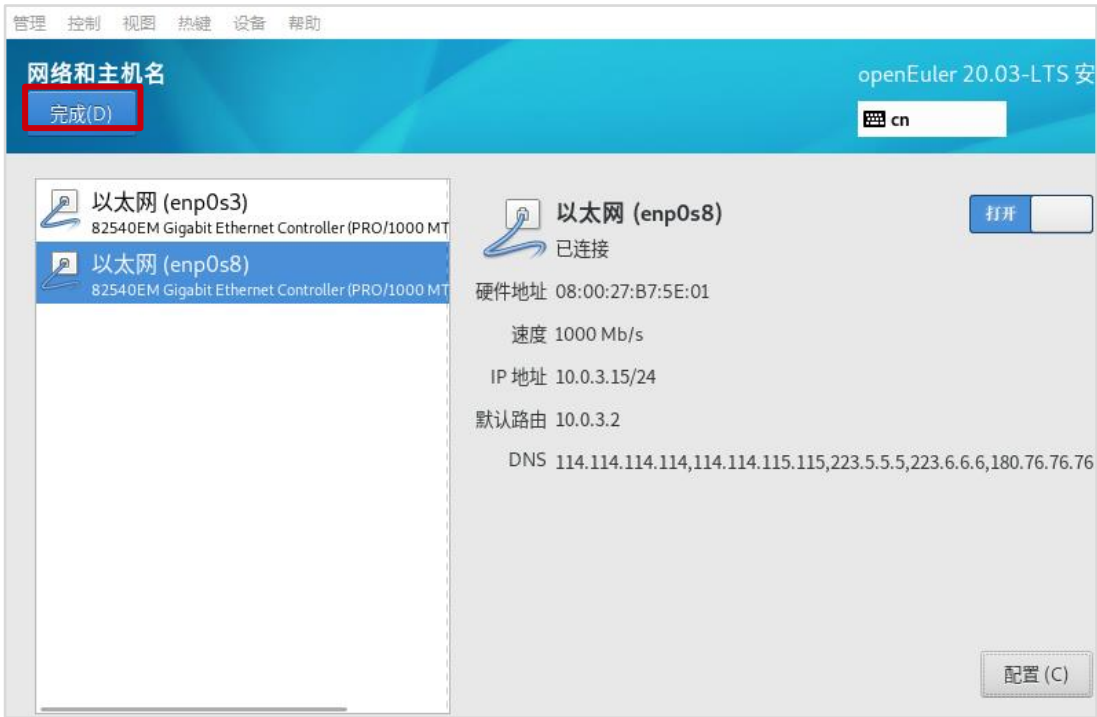 管理 控制 视图 热键 设备 帮助
网络和主机名
openEuler 20.03-LTS 安
完成(D)
cn
以太网 (enp0s3)
82540EM Gigabit Ethernet Controller (PRO/1000 MT
以太网 (enp0s8)
82540EM Gigabit Ethernet Controller (PRO/1000 MT
以太网 (enp0s8)
已连接
打开
硬件地址 08:00:27:B7:5E:01
速度 1000 Mb/s
IP 地址 10.0.3.15/24
默认路由 10.0.3.2
DNS 114.114.114.114,114.114.115.115,223.5.5.5,223.6.6.6,180.76.76.76
配置 (C)